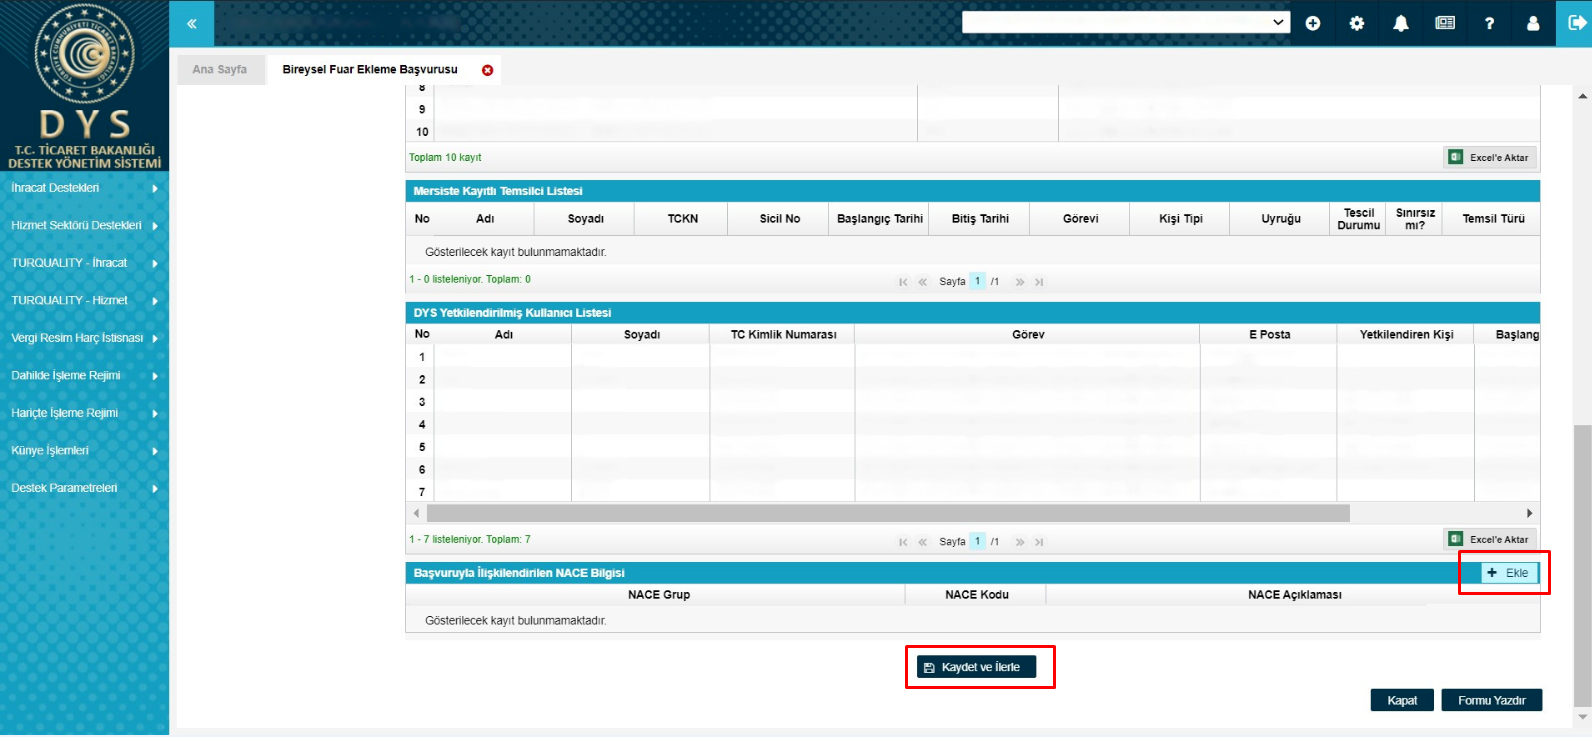 Ana Sayfa
Bireysel Fuar Ekleme Başvurusu
DYS
T.C. TİCARET BAKANLIĞI
DESTEK YÖNETİM SİSTEMİ
İhracat Destekleri
Hizmet Sektörü Destekleri
TURQUALITY - İhracat
TURQUALITY - Hizmet
Vergi Resim Harç İstisnası
Dahilde İşleme Rejimi
Hariçte İşleme Rejimi
Künye İşlemleri
Destek Parametreleri
8
9
10
Toplam 10 kayıt
Excel'e Aktar
Mersiste Kayıtlı Temsilci Listesi
No Adı Soyadı TCKN Sicil No Başlangıç Tarihi Bitiş Tarihi Görevi Kişi Tipi Uyruğu Tescil Durumu Sınırsız mı? Temsil Türü
Gösterilecek kayıt bulunmamaktadır.
1 - 0 listeleniyor. Toplam: 0
Sayfa 1 /1
DYS Yetkilendirilmiş Kullanıcı Listesi
No Adı Soyadı TC Kimlik Numarası Görev E Posta Yetkilendiren Kişi Başlang
1
2
3
4
5
6
7
1 - 7 listeleniyor. Toplam: 7
Sayfa 1 /1
Excel'e Aktar
Başvuruyla İlişkilendirilen NACE Bilgisi
+ Ekle
NACE Grup NACE Kodu NACE Açıklaması
Gösterilecek kayıt bulunmamaktadır.
Kaydet ve İlerle
Kapat
Formu Yazdır